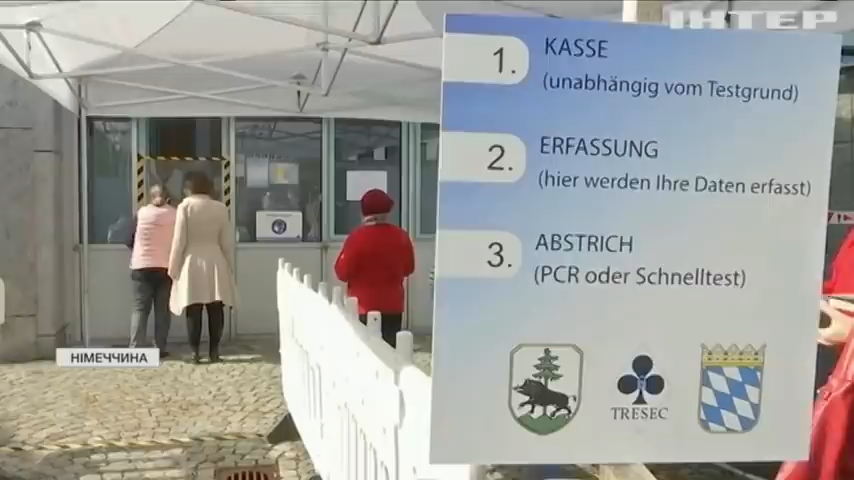 ІНТЕР
1. KASSE
(unabhängig vom Testgrund)
2. ERFASSUNG
(hier werden Ihre Daten erfasst)
3. ABSTRICH
(PCR oder Schnelltest)
TRESEC
НІМЕЧЧИНА